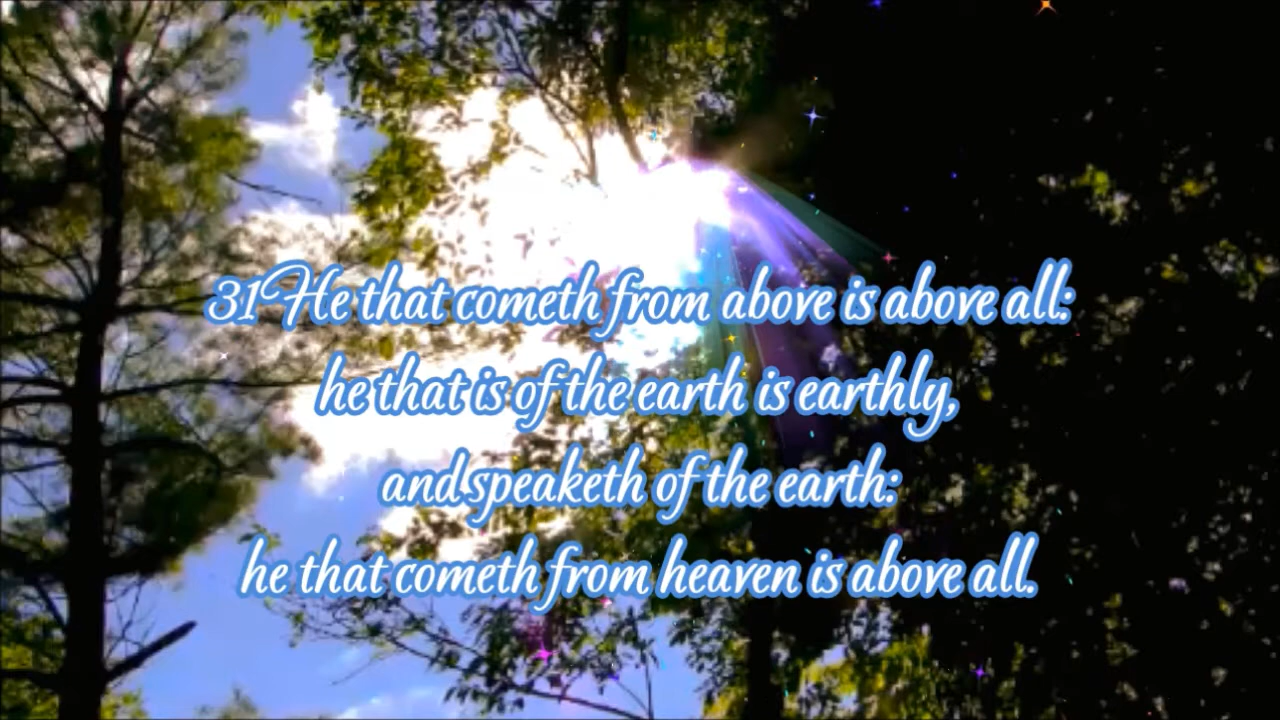 31 He that cometh from above is above all:
he that is of the earth is earthly,
and speaketh of the earth:
he that cometh from heaven is above all.